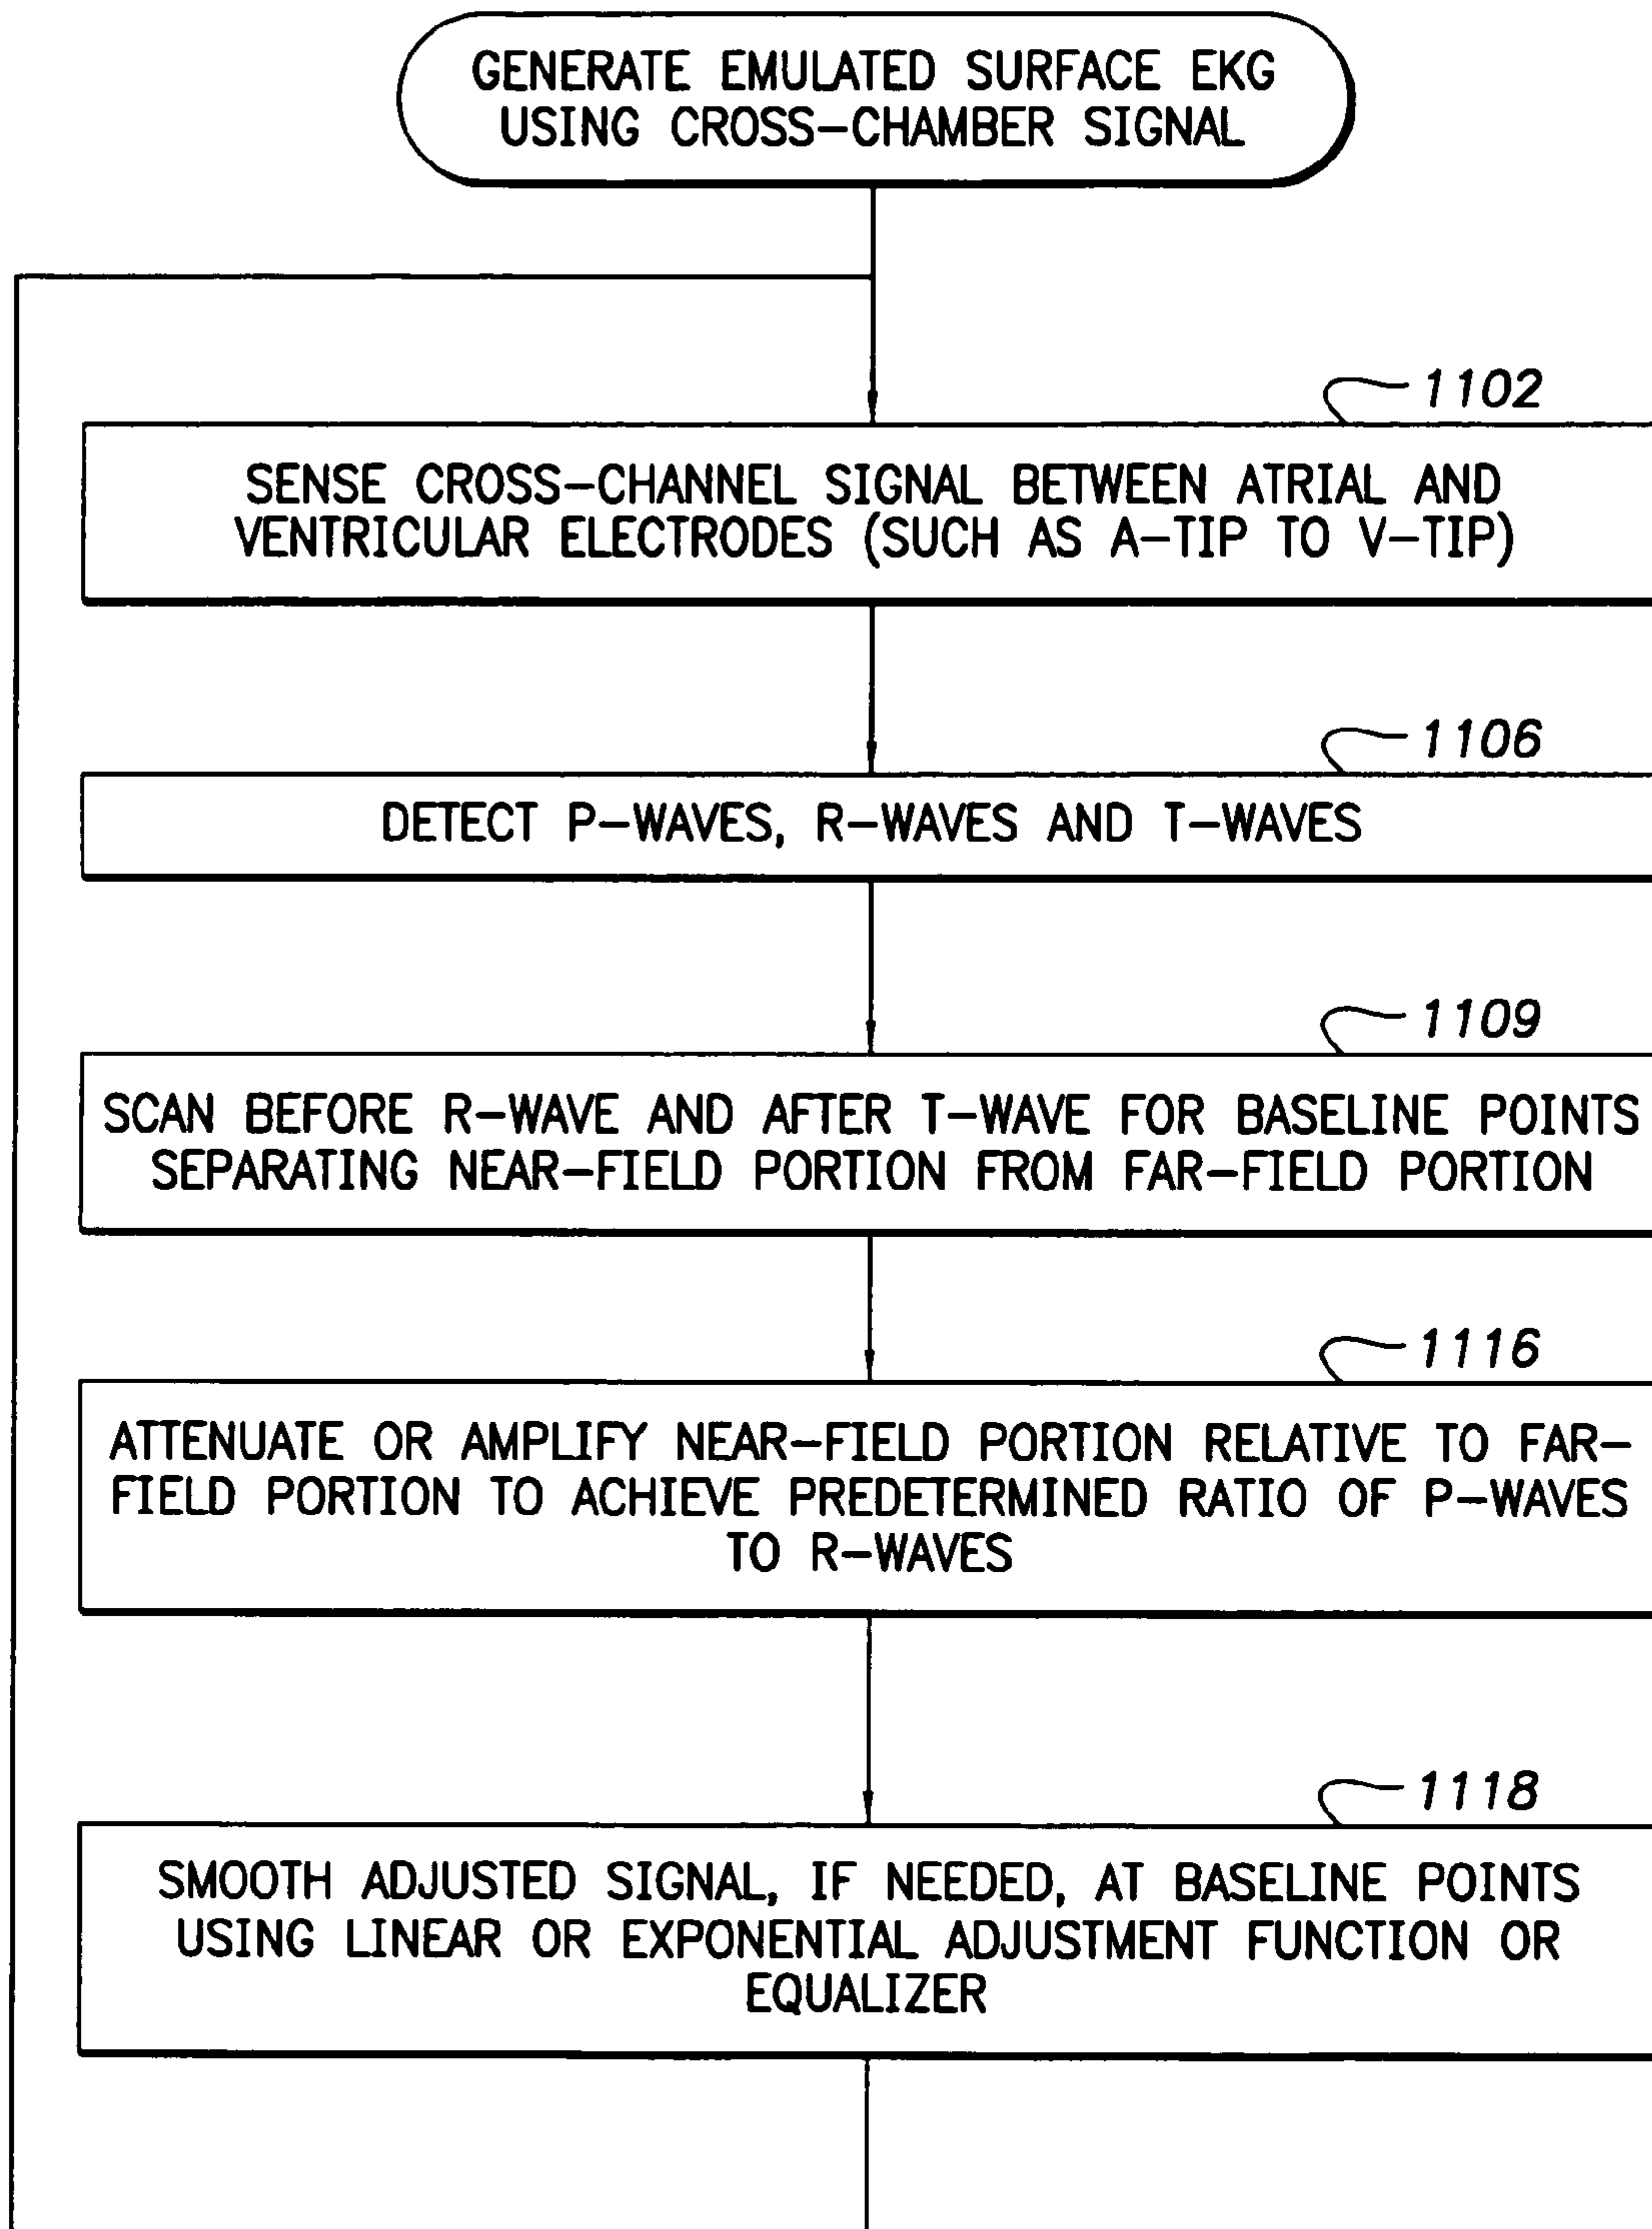 GENERATE EMULATED SURFACE EKG
USING CROSS-CHAMBER SIGNAL
1102
SENSE CROSS-CHANNEL SIGNAL BETWEEN ATRIAL AND
VENTRICULAR ELECTRODES (SUCH AS A-TIP TO V-TIP)
1106
DETECT P-WAVES, R-WAVES AND T-WAVES
1109
SCAN BEFORE R-WAVE AND AFTER T-WAVE FOR BASELINE POINTS
SEPARATING NEAR-FIELD PORTION FROM FAR-FIELD PORTION
1116
ATTENUATE OR AMPLIFY NEAR-FIELD PORTION RELATIVE TO FAR-
FIELD PORTION TO ACHIEVE PREDETERMINED RATIO OF P-WAVES
TO R-WAVES
1118
SMOOTH ADJUSTED SIGNAL, IF NEEDED, AT BASELINE POINTS
USING LINEAR OR EXPONENTIAL ADJUSTMENT FUNCTION OR
EQUALIZER